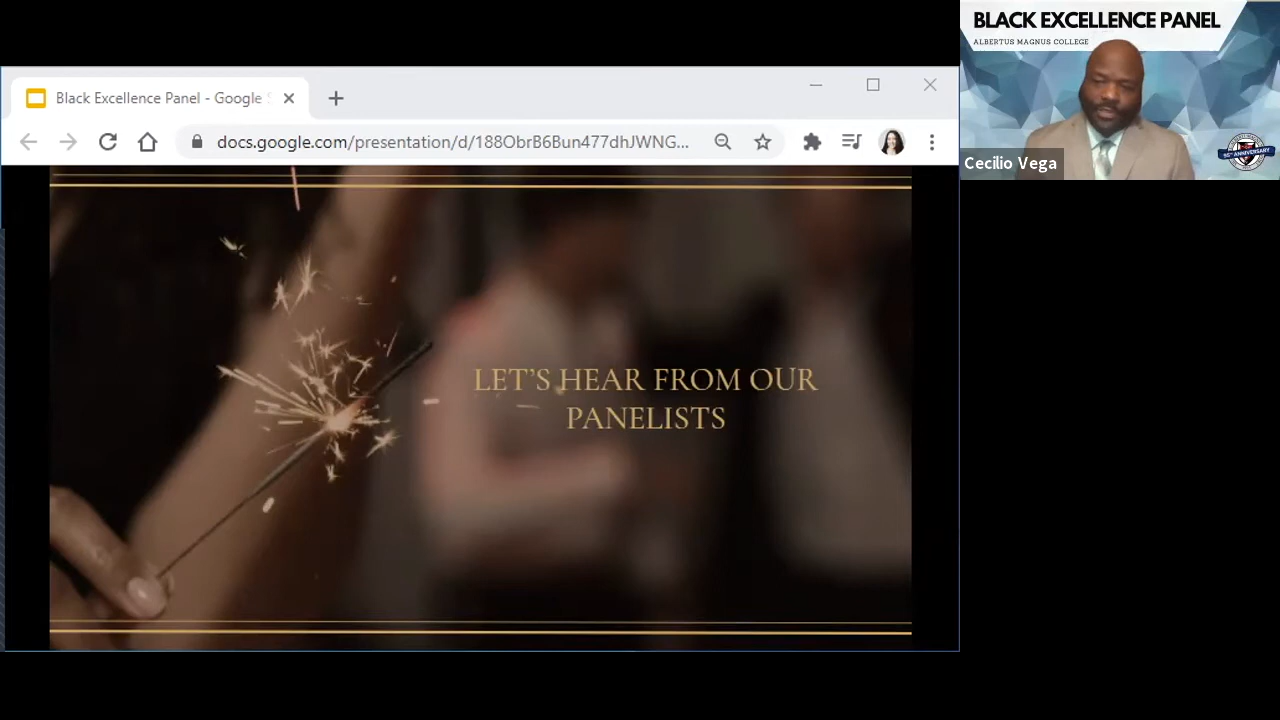 Black Excellence Panel - Google
docs.google.com/presentation/d/188ObrB6Bun477dhJWNG...
LET'S HEAR FROM OUR
PANELISTS
BLACK EXCELLENCE PANEL
ALBERTUS MAGNUS COLLEGE
Cecilio Vega
ANNIVERSARY